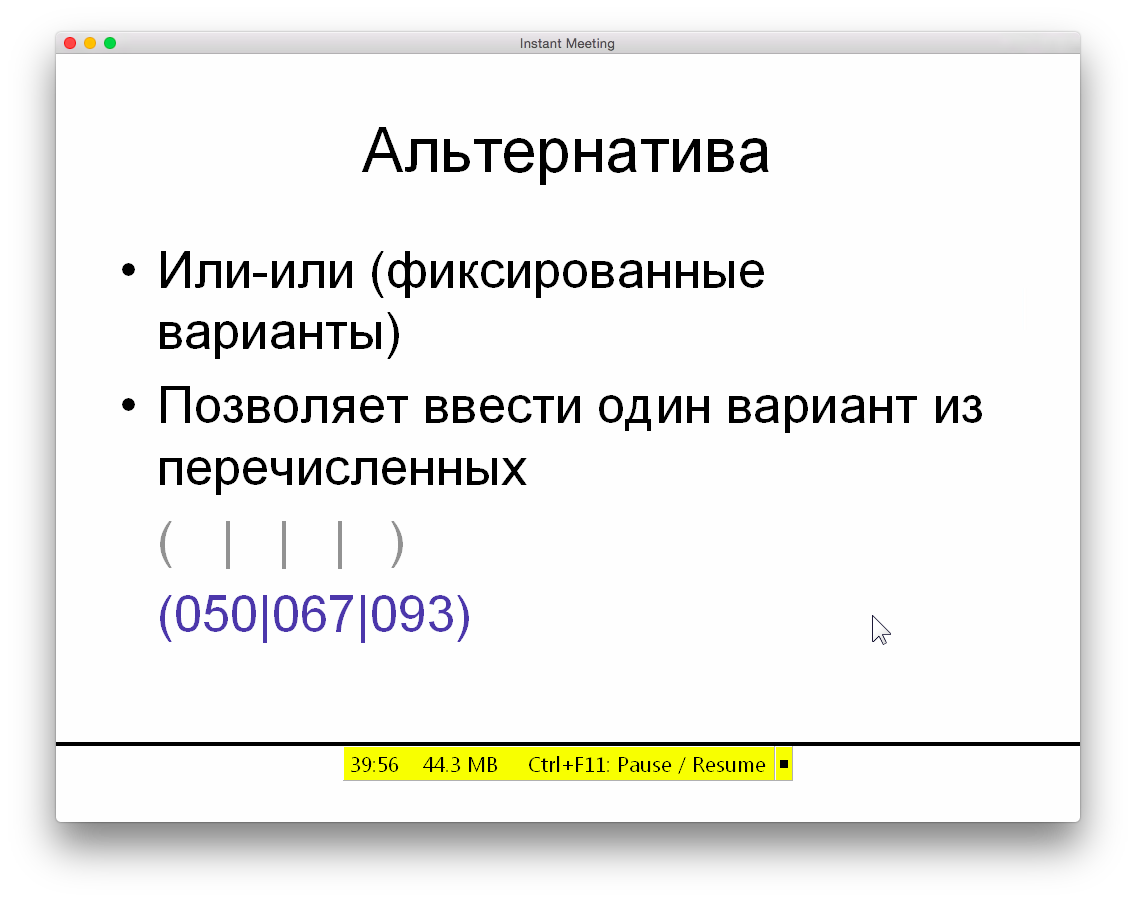 Instant Meeting
Альтернатива
• Или-или (фиксированные
варианты)
• Позволяет ввести один вариант из
перечисленных
( | | | )
(050|067|093)
39:56 44.3 MB Ctrl+F11: Pause / Resume